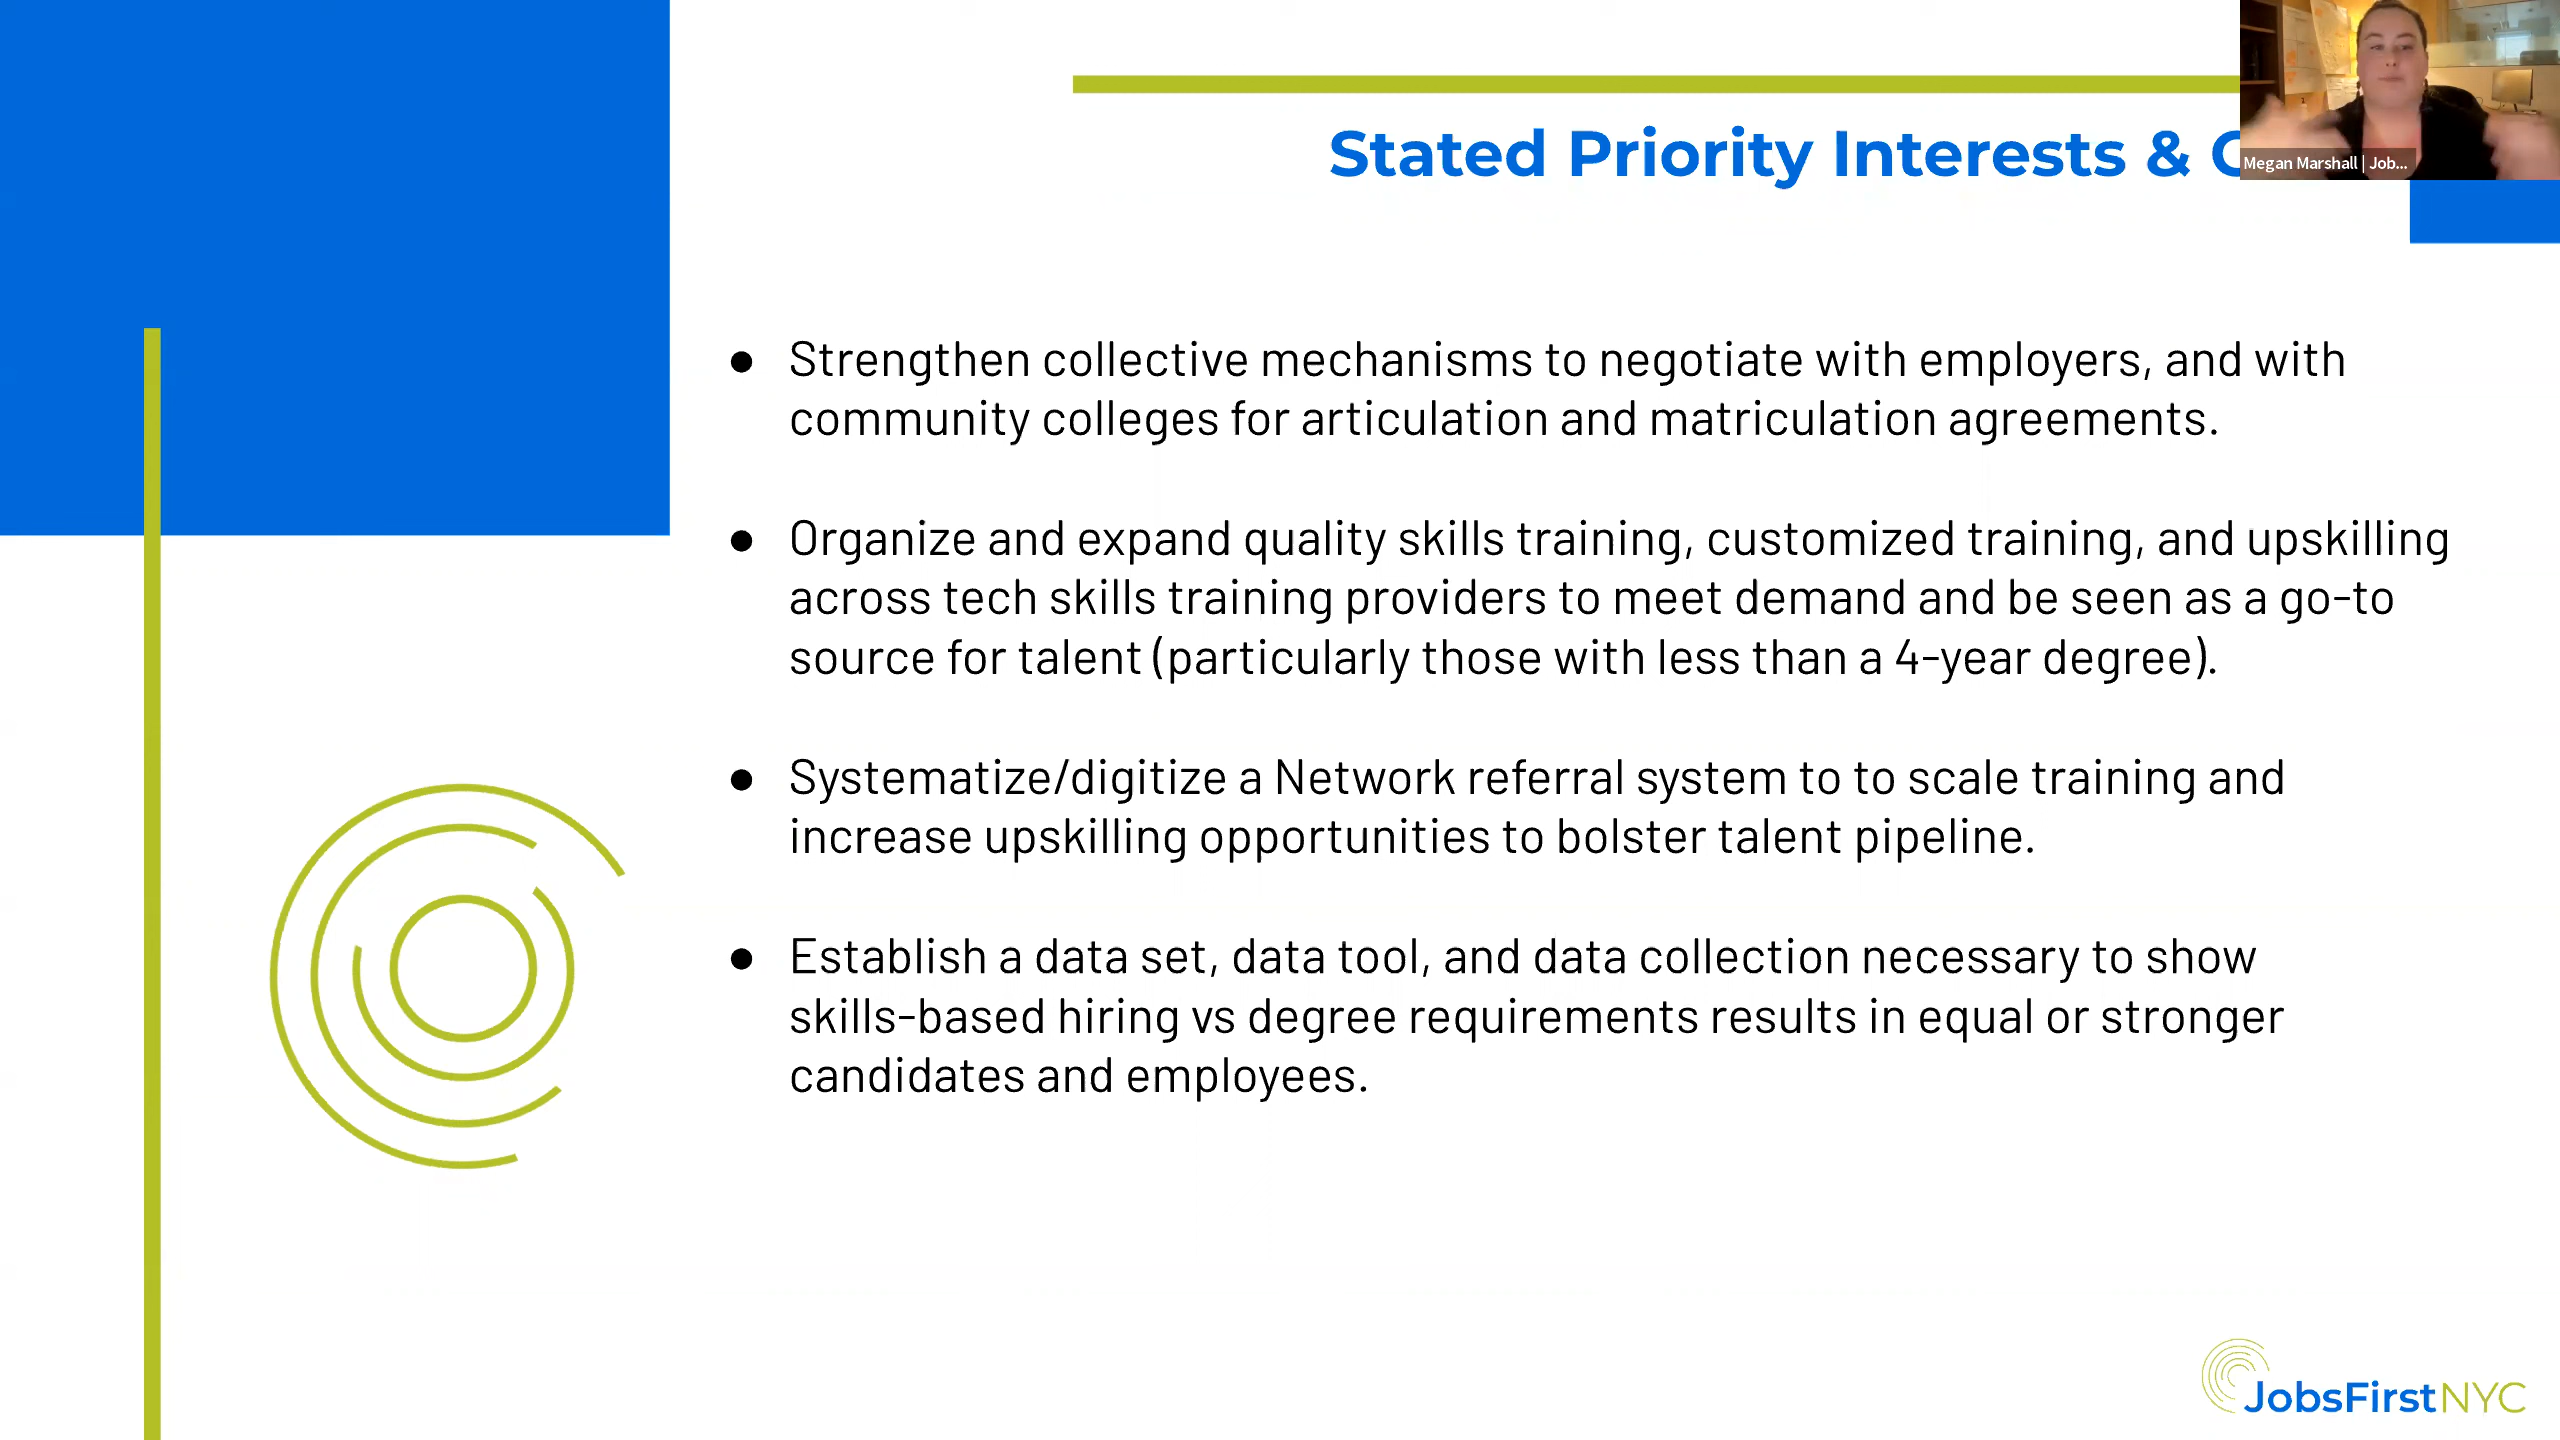 Stated Priority Interests &
Megan Marshall | Job...
● Strengthen collective mechanisms to negotiate with employers, and with
community colleges for articulation and matriculation agreements.
● Organize and expand quality skills training, customized training, and upskilling
across tech skills training providers to meet demand and be seen as a go-to
source for talent (particularly those with less than a 4-year degree).
● Systematize/digitize a Network referral system to to scale training and
increase upskilling opportunities to bolster talent pipeline.
● Establish a data set, data tool, and data collection necessary to show
skills-based hiring vs degree requirements results in equal or stronger
candidates and employees.
JobsFirstNYC